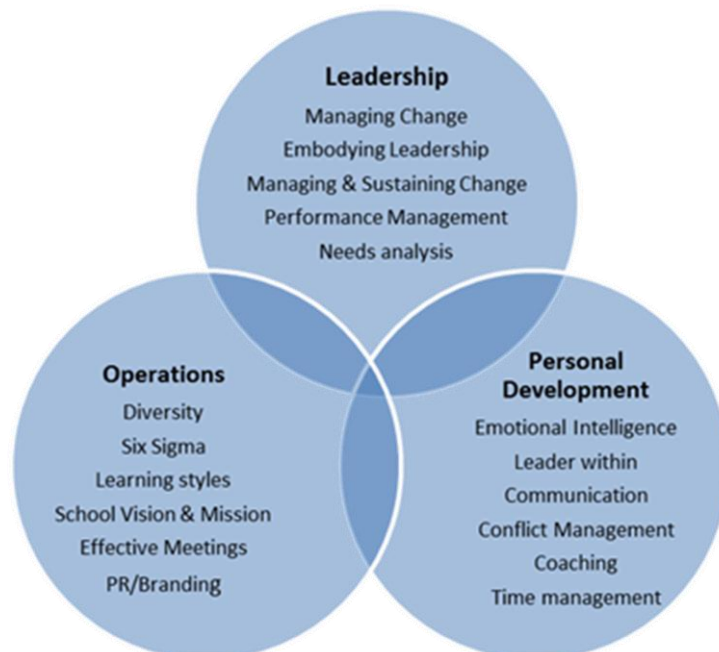 Leadership
Managing Change
Embodying Leadership
Managing & Sustaining Change
Performance Management
Needs analysis
Operations
Diversity
Six Sigma
Learning styles
School Vision & Mission
Effective Meetings
PR/Branding
Personal
Development
Emotional Intelligence
Leader within
Communication
Conflict Management
Coaching
Time management